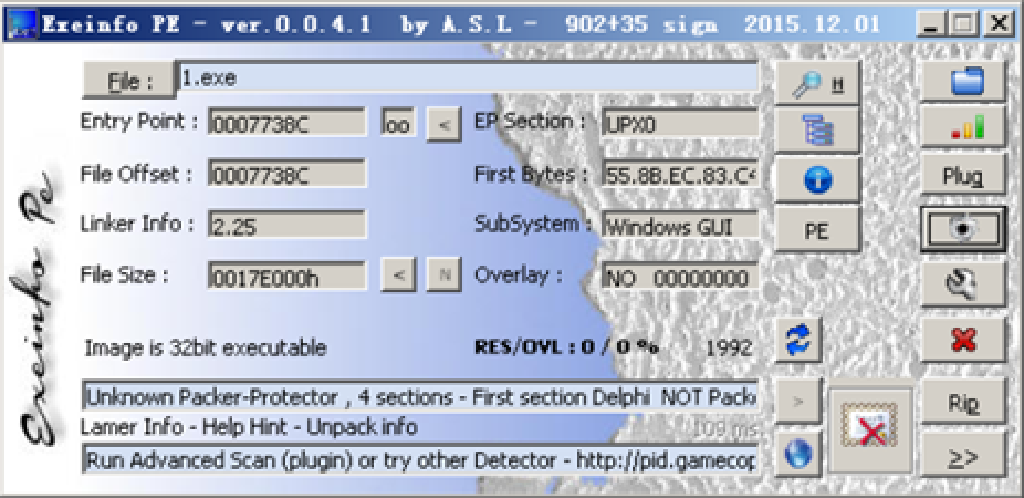 Exeinfo PE - ver.0.0.4.1 by A.S.L - 902+35 sign 2015.12.01
File : 1.exe H
Entry Point : 0007738C oo < EP Section : UPX0
File Offset : 0007738C First Bytes : 55.8B.EC.83.C4 Plug
Linker Info : 2.25 SubSystem : Windows GUI PE
File Size : 0017E000h < N Overlay : NO 00000000
Image is 32bit executable RES/OVL : 0 / 0 % 1992
Unknown Packer-Protector , 4 sections - First section Delphi NOT Pack > Rip
Lamer Info - Help Hint - Unpack info 109 ms
Run Advanced Scan (plugin) or try other Detector - http://pid.gamecop >>
Exeinfo Pe